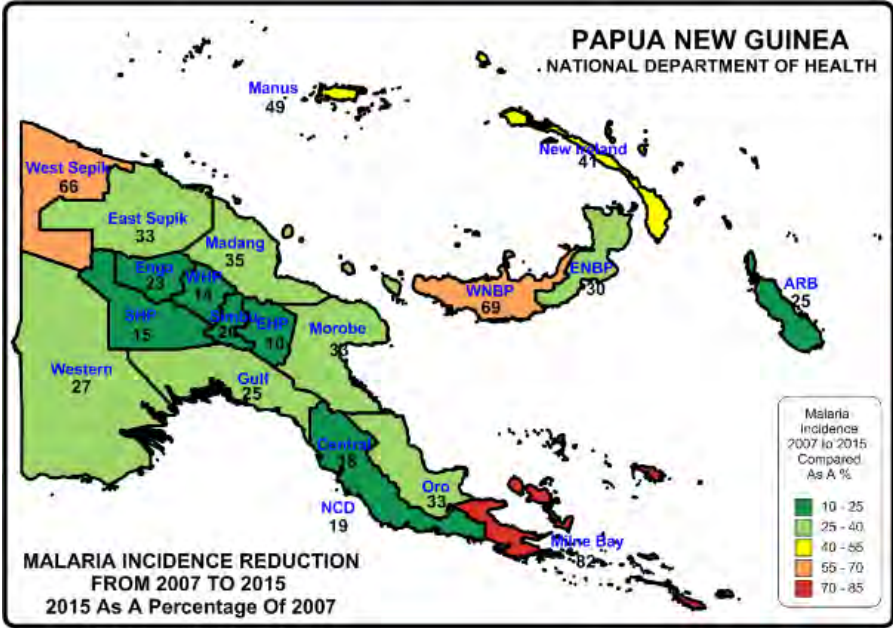 PAPUA NEW GUINEA
NATIONAL DEPARTMENT OF HEALTH
Manus
49
New Ireland
41
West Sepik
66
East Sepik
33
Madang
35
Enga
23
WHP
14
SHP
15
Simbu
20
EHP
10
Morobe
33
WNBP
69
ENBP
30
ARB
25
Western
27
Gulf
25
Central
18
NCD
19
Oro
33
Milne Bay
82
Malaria
Incidence
2007 to 2015
Compared
As A %
10 - 25
25 - 40
40 - 55
55 - 70
70 - 85
MALARIA INCIDENCE REDUCTION
FROM 2007 TO 2015
2015 As A Percentage Of 2007